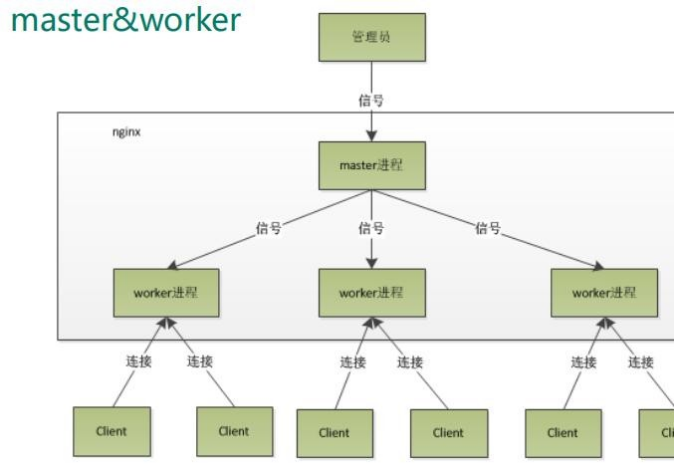 master&worker
管理员
信号
nginx
master进程
信号
信号
信号
worker进程
worker进程
worker进程
连接
连接
连接
连接
连接
连接
Client
Client
Client
Client
Client
Cli